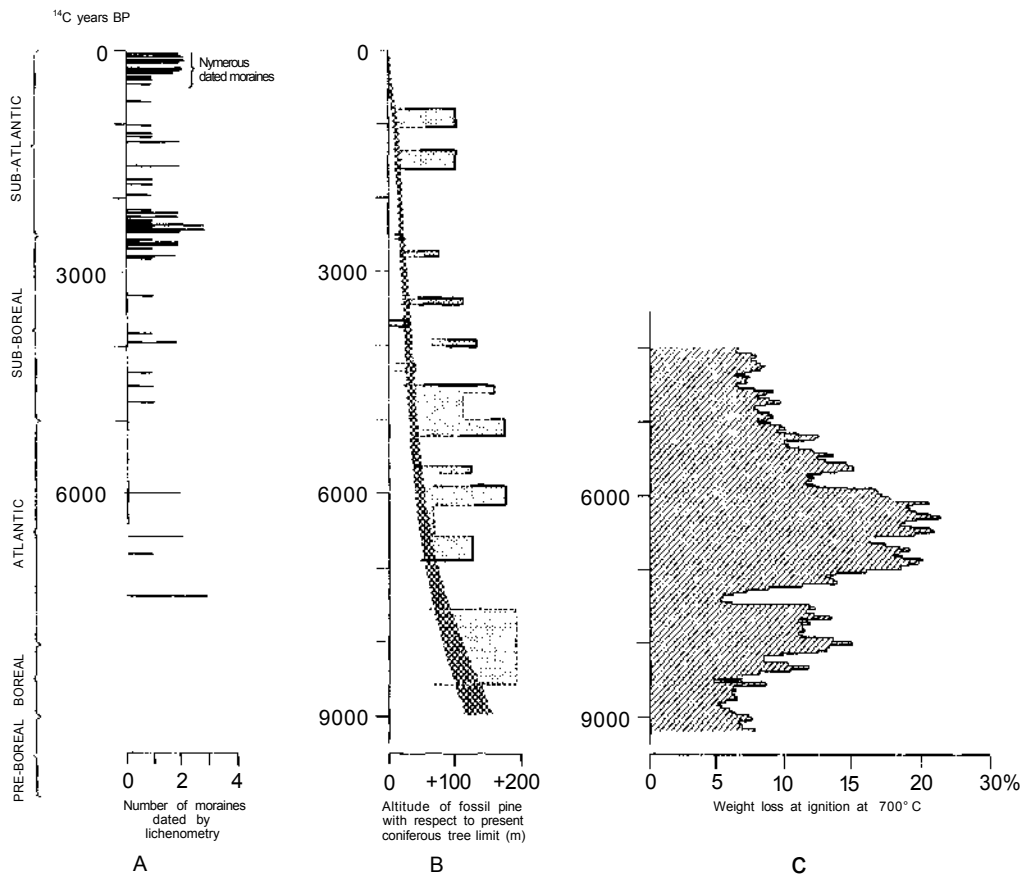 ¹⁴C years BP
SUB-ATLANTIC
SUB-BOREAL
ATLANTIC
BOREAL
PRE-BOREAL
0
3000
6000
Nymerous
dated moraines
0 2 4
Number of moraines
dated by
lichenometry
A
0
3000
6000
9000
0 +100 +200
Altitude of fossil pine
with respect to present
coniferous tree limit (m)
B
6000
9000
0 5 10 15 20 30%
Weight loss at ignition at 700° C
C